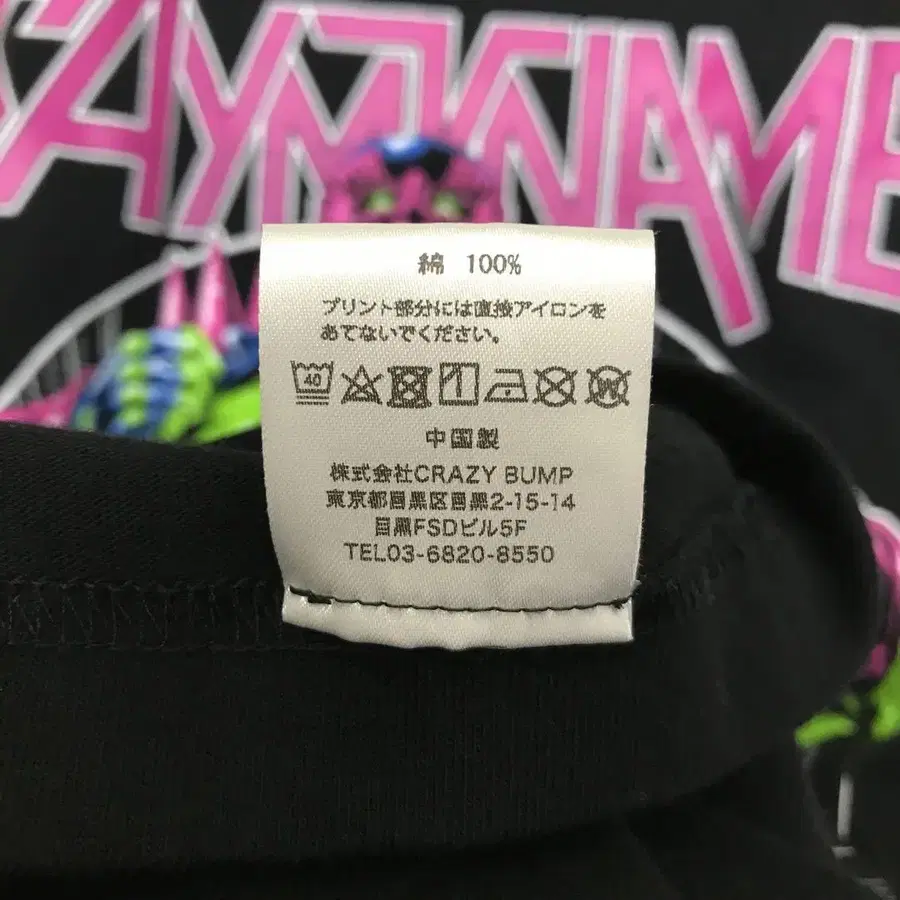 SAY MY NAME
綿 100%
プリント部分には直接アイロンを
あてないでください。
40
W
中国製
株式会社CRAZY BUMP
東京都目黒区目黒2-15-14
目黒FSDビル5F
TEL03-6820-8550